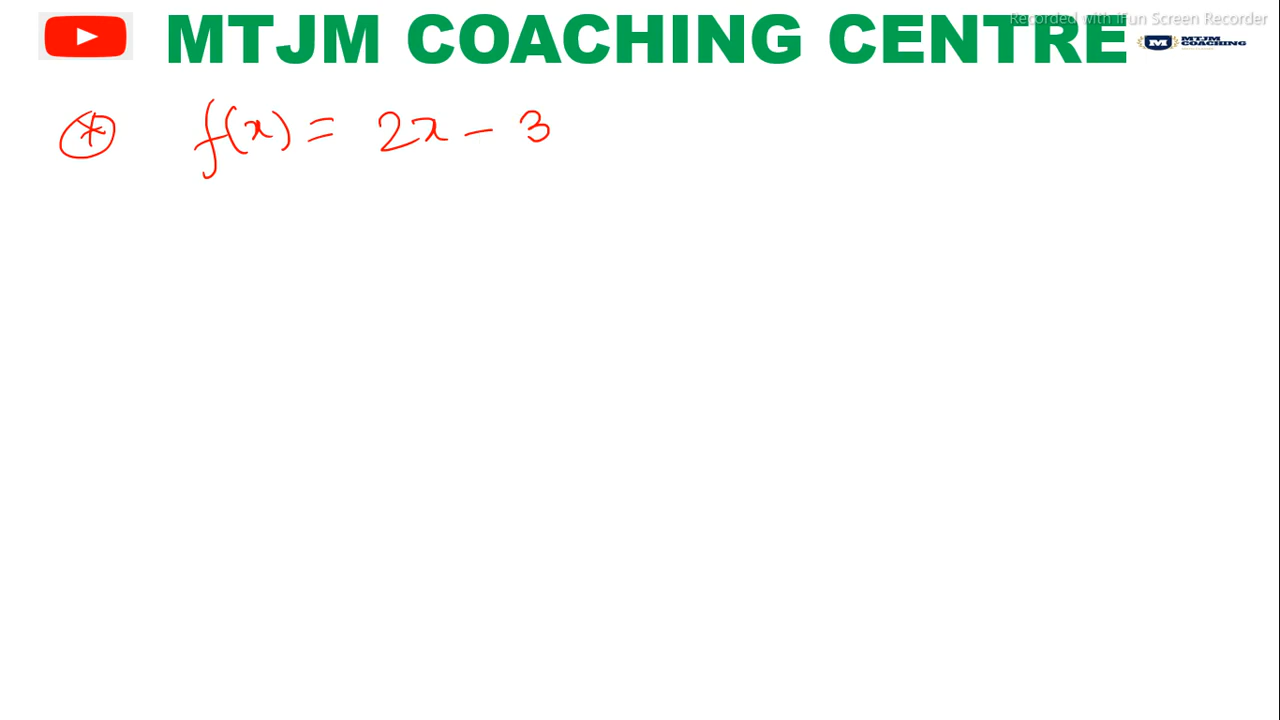 Recorded with iFun Screen Recorder
MTJM COACHING CENTRE
M MTJM COACHING
f(x) = 2x - 3